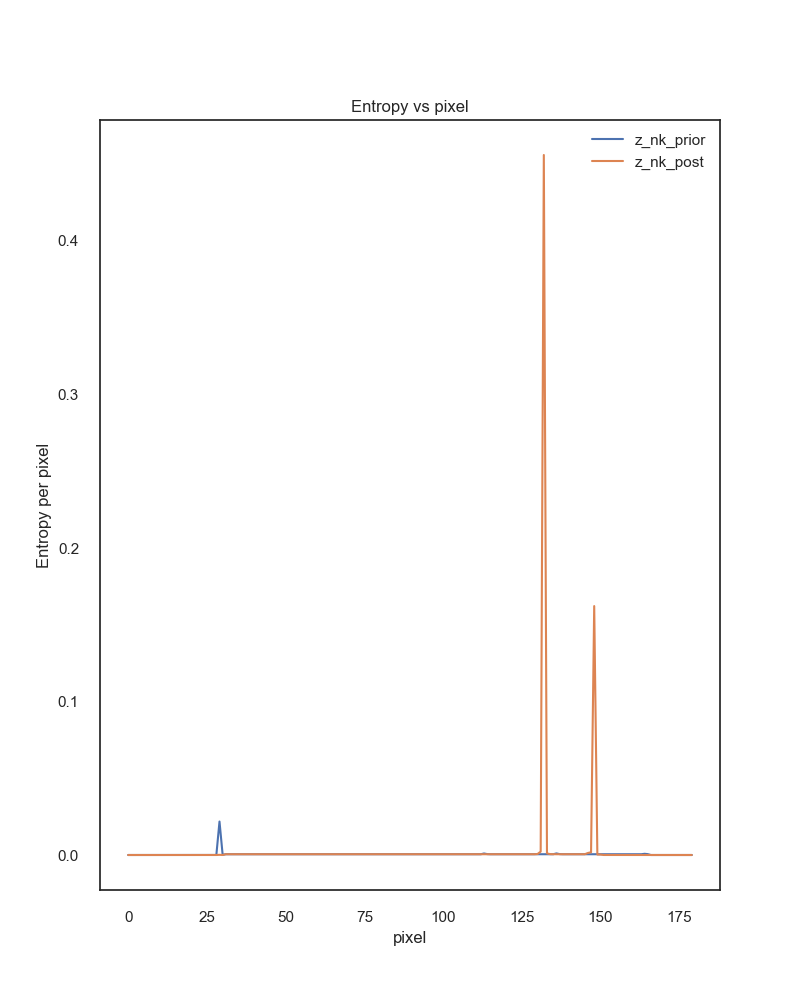 Entropy vs pixel
z_nk_prior
z_nk_post
Entropy per pixel
0.4
0.3
0.2
0.1
0.0
0 25 50 75 100 125 150 175
pixel